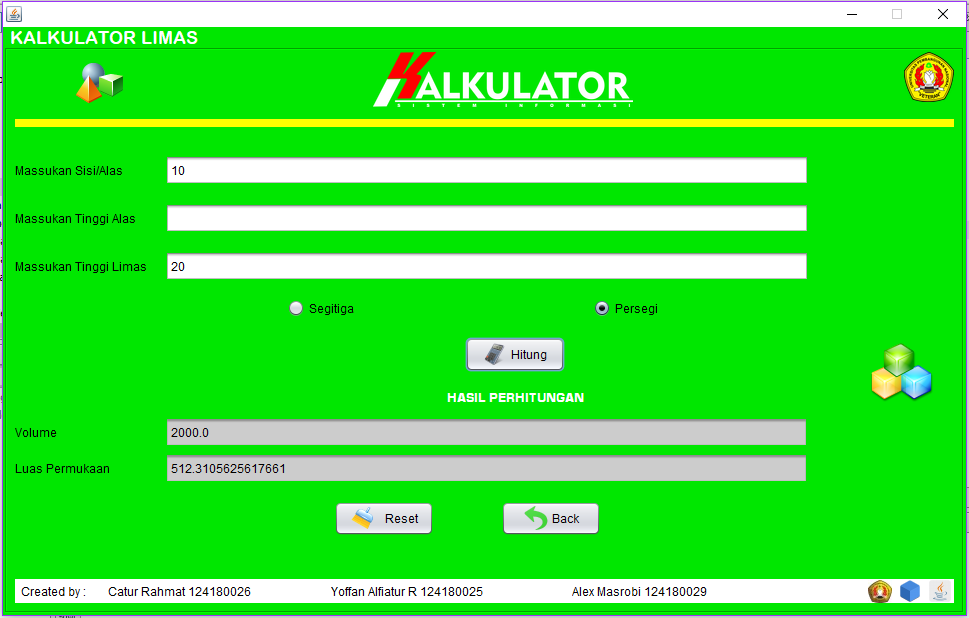 KALKULATOR LIMAS
KALKULATOR
SISTEM INFORMASI
Massukan Sisi/Alas 10
Massukan Tinggi Alas
Massukan Tinggi Limas 20
Segitiga Persegi
Hitung
HASIL PERHITUNGAN
Volume 2000.0
Luas Permukaan 512.3105625617661
Reset Back
Created by : Catur Rahmat 124180026 Yoffan Alfiatur R 124180025 Alex Masrobi 124180029